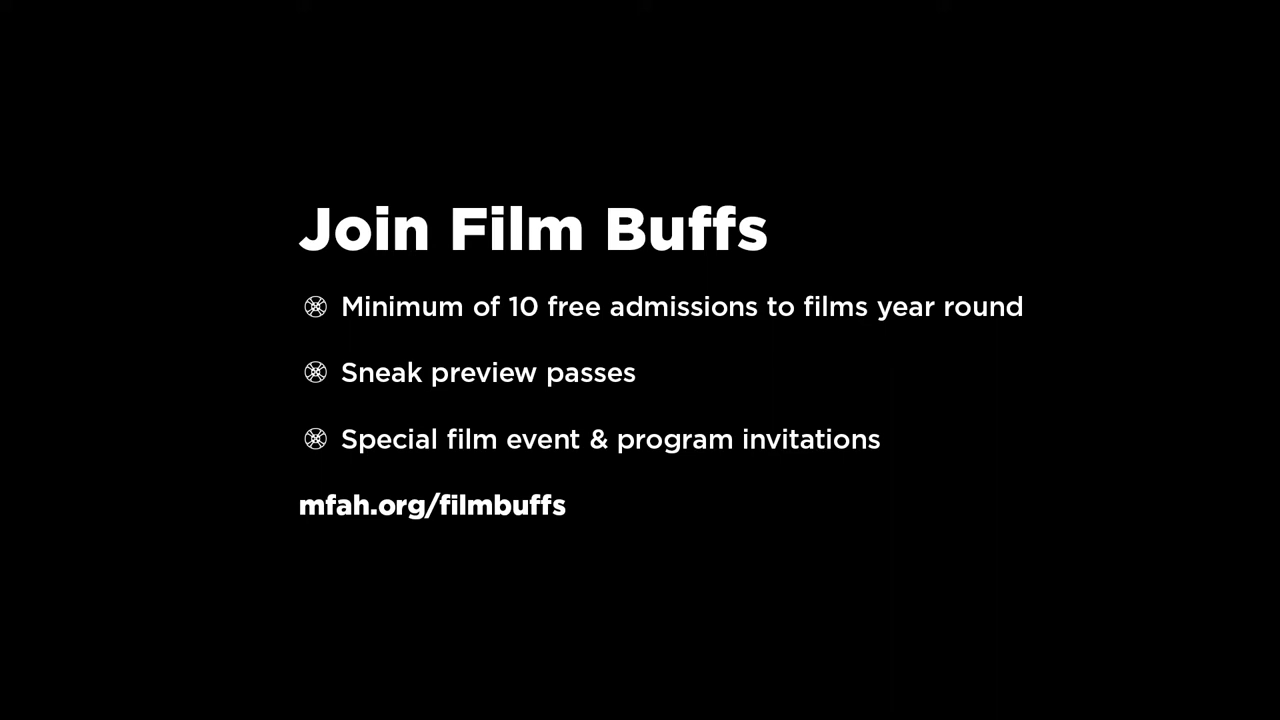 Join Film Buffs
Minimum of 10 free admissions to films year round
Sneak preview passes
Special film event & program invitations
mfah.org/filmbuffs